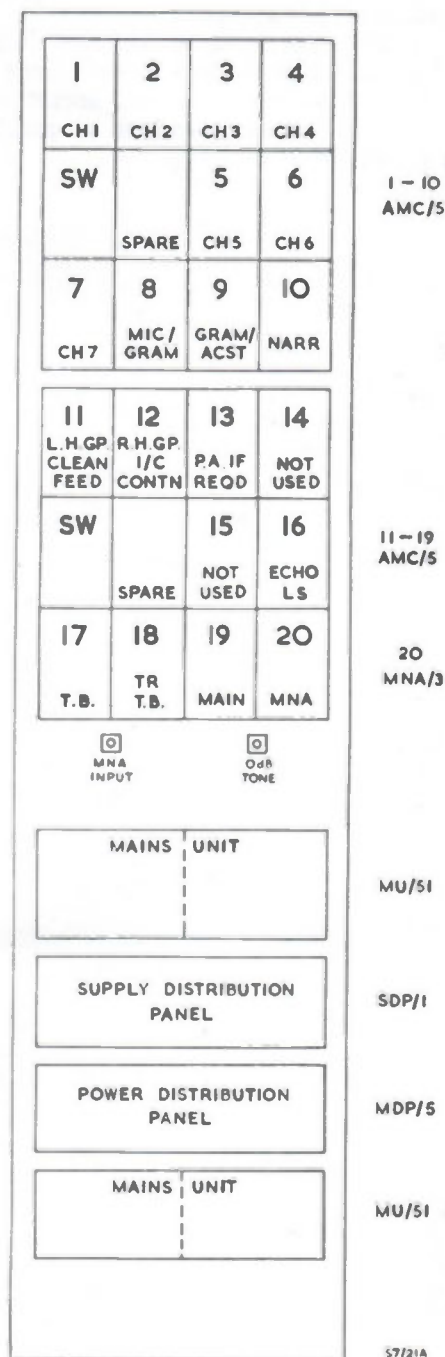 1 2 3 4
CH1 CH2 CH3 CH4
SW 5 6
SPARE CH5 CH6
1 - 10
AMC/5
7 8 9 10
CH7 MIC/ GRAM GRAM/ ACST NARR
11 12 13 14
L.H.GP. CLEAN FEED R.H.GP. I/C CONTN P.A. IF REQD NOT USED
SW 15 16
SPARE NOT USED ECHO LS
11-19
AMC/5
17 18 19 20
T.B. TR T.B. MAIN MNA
20
MNA/3
MNA INPUT
0dB TONE
MAINS UNIT
MU/51
SUPPLY DISTRIBUTION
PANEL
SDP/1
POWER DISTRIBUTION
PANEL
MDP/5
MAINS UNIT
MU/51
S7/21A